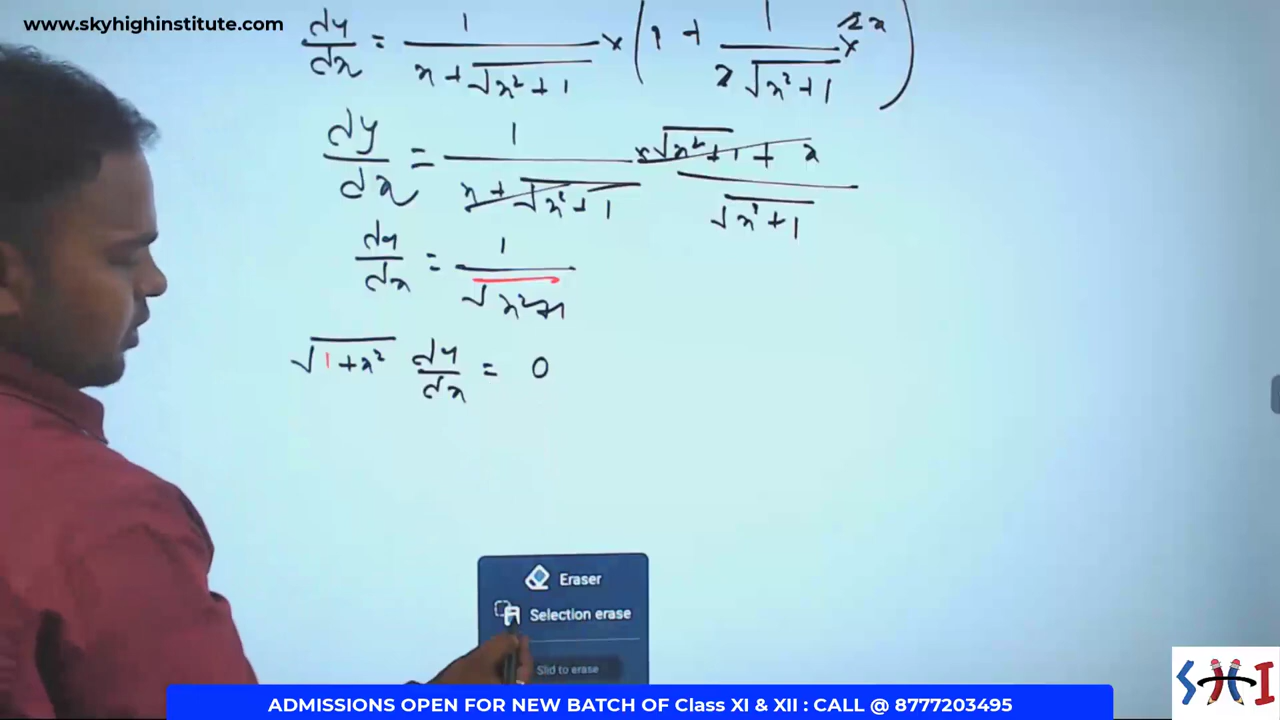 www.skyhighinstitute.com
dy/dx = 1/(x + √(x² + 1)) × (1 + 1/(2√(x² + 1)) × 2x)
dy/dx = 1/(x + √(x² + 1)) × (√(x² + 1) + x)/√(x² + 1)
dy/dx = 1/√(x² + 1)
√(1 + x²) dy/dx = 0
Eraser
Selection erase
Slid to erase
SHI
ADMISSIONS OPEN FOR NEW BATCH OF Class XI & XII : CALL @ 8777203495